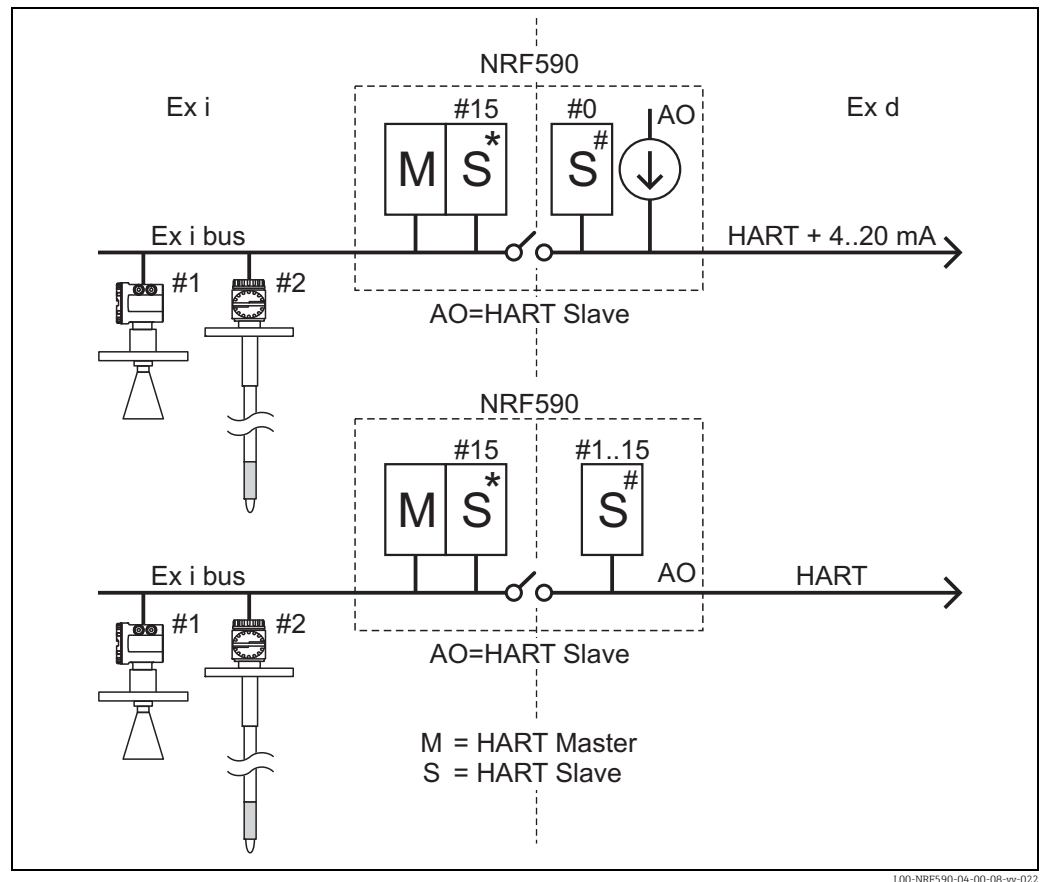 NRF590
Ex i
#15
#0
AO
Ex d
M
S*
S#
Ex i bus
HART + 4..20 mA
#1
#2
AO=HART Slave
NRF590
#15
#1..15
M
S*
S#
Ex i bus
AO
HART
#1
#2
AO=HART Slave
M = HART Master
S = HART Slave
L00-NRF590-04-00-08-yy-022